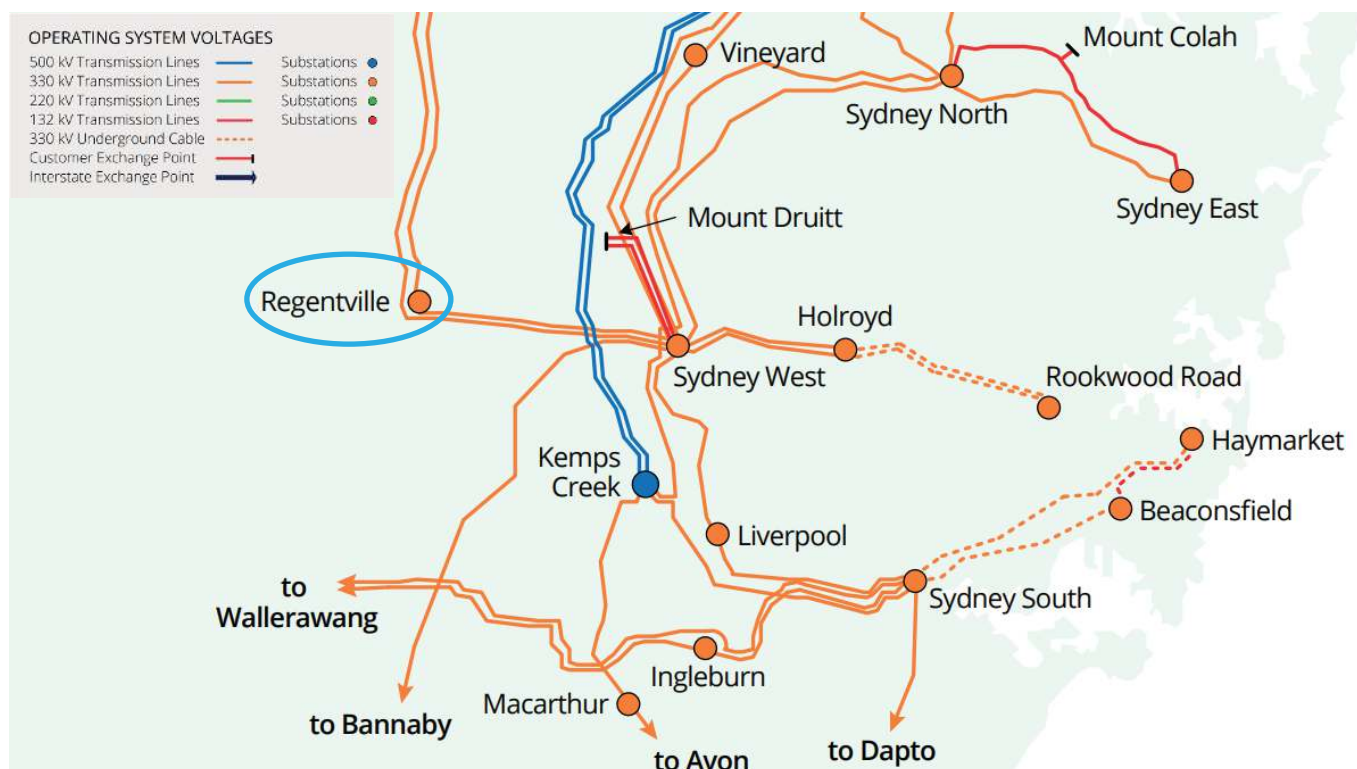 OPERATING SYSTEM VOLTAGES
500 kV Transmission Lines Substations
330 kV Transmission Lines Substations
220 kV Transmission Lines Substations
132 kV Transmission Lines Substations
330 kV Underground Cable
Customer Exchange Point
Interstate Exchange Point
Vineyard
Mount Colah
Sydney North
Sydney East
Mount Druitt
Regentville
Holroyd
Sydney West
Rookwood Road
Haymarket
Kemps
Creek
Beaconsfield
Liverpool
to
Wallerawang
Sydney South
Ingleburn
Macarthur
to Bannaby
to Avon
to Dapto